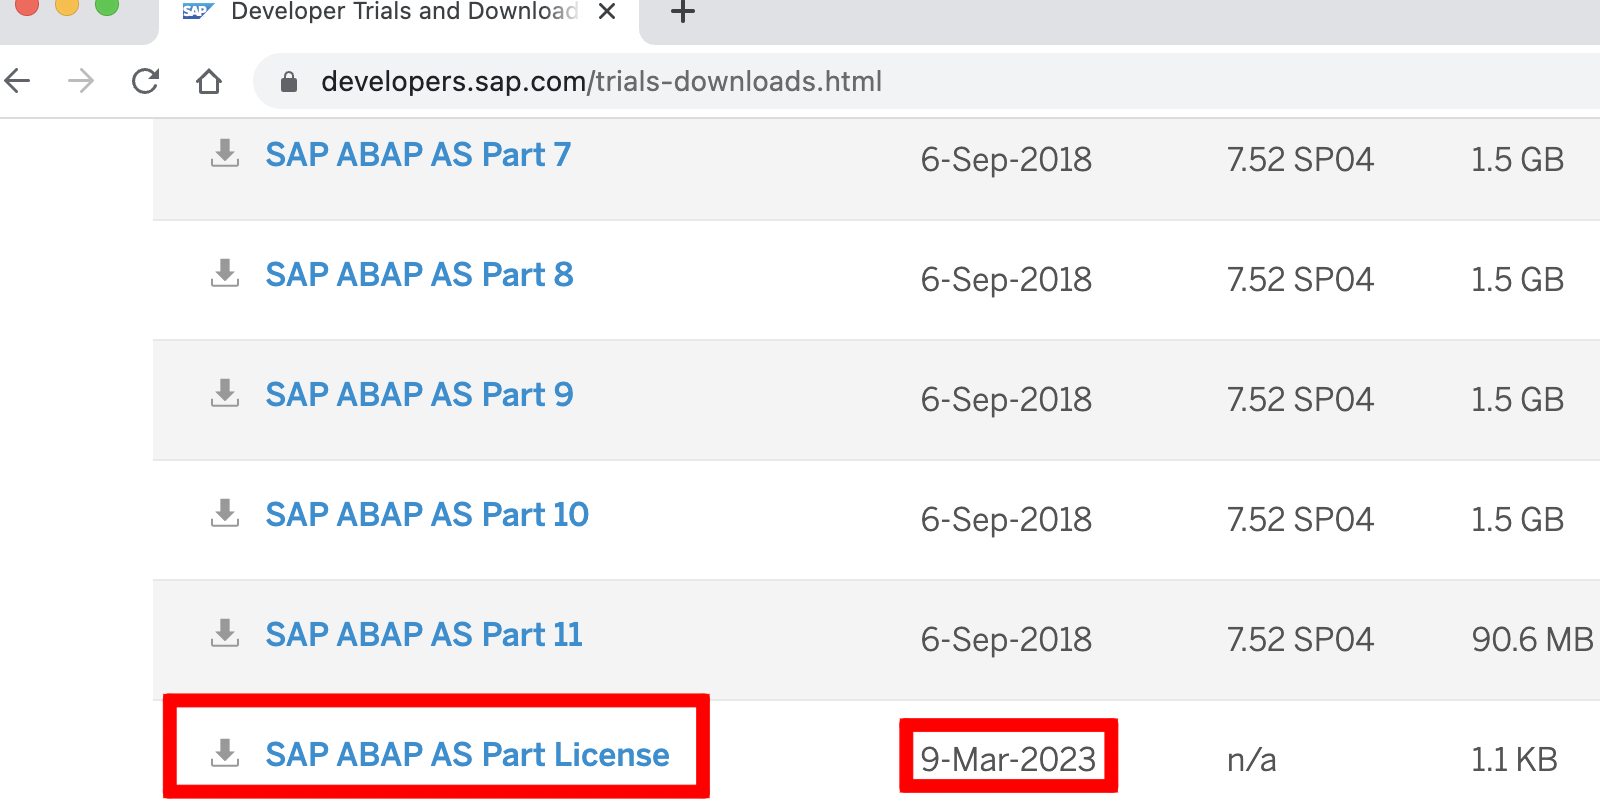 SAP Developer Trials and Download
developers.sap.com/trials-downloads.html
SAP ABAP AS Part 7 6-Sep-2018 7.52 SP04 1.5 GB
SAP ABAP AS Part 8 6-Sep-2018 7.52 SP04 1.5 GB
SAP ABAP AS Part 9 6-Sep-2018 7.52 SP04 1.5 GB
SAP ABAP AS Part 10 6-Sep-2018 7.52 SP04 1.5 GB
SAP ABAP AS Part 11 6-Sep-2018 7.52 SP04 90.6 MB
SAP ABAP AS Part License 9-Mar-2023 n/a 1.1 KB